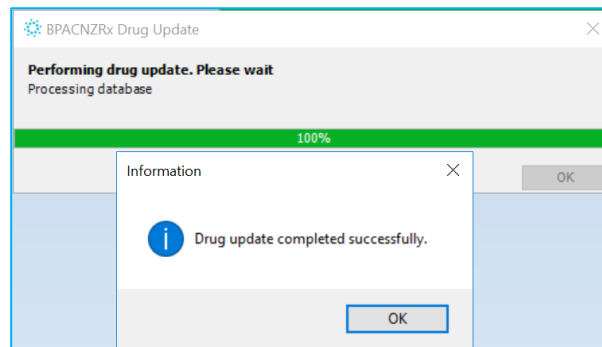 BPACNZRx Drug Update
Performing drug update. Please wait
Processing database
100%
OK
Information
Drug update completed successfully.
OK